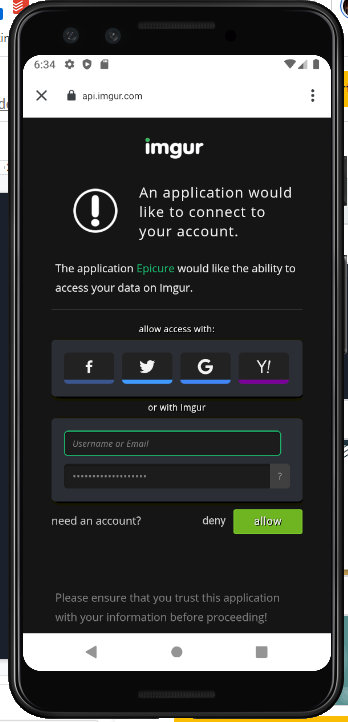 6:34
api.imgur.com
imgur
An application would
like to connect to
your account.
The application Epicure would like the ability to
access your data on Imgur.
allow access with:
f G Y!
or with imgur
Username or Email
?
need an account? deny allow
Please ensure that you trust this application
with your information before proceeding!